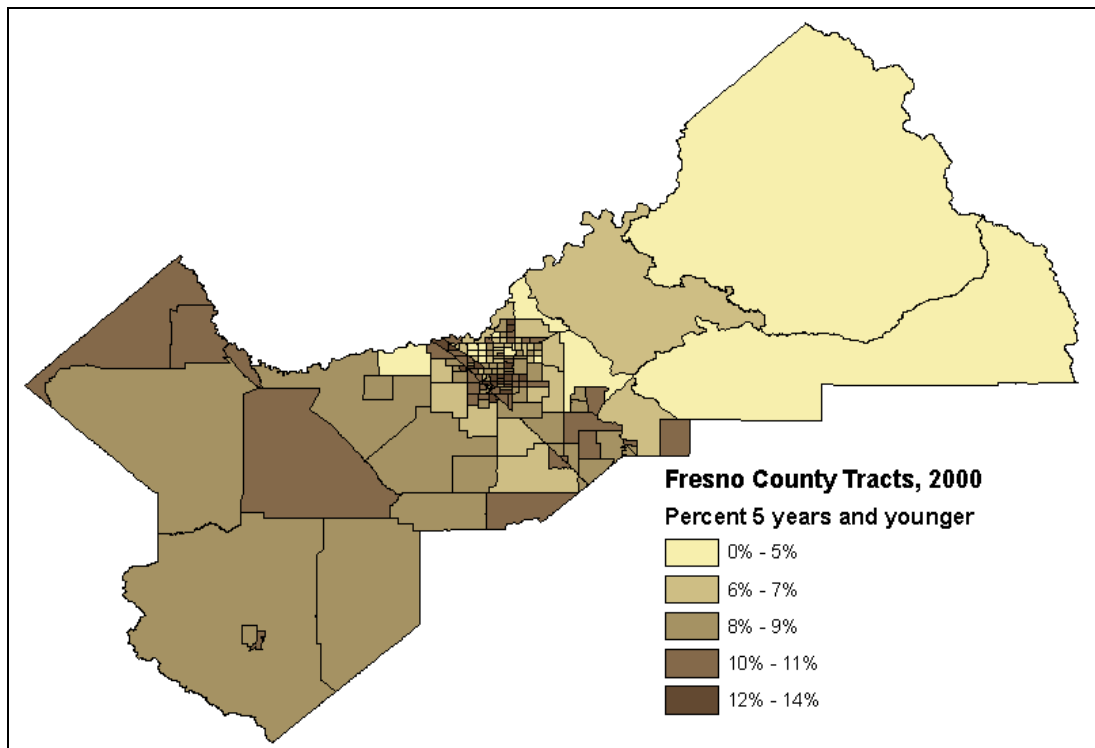 Fresno County Tracts, 2000
Percent 5 years and younger
0% - 5%
6% - 7%
8% - 9%
10% - 11%
12% - 14%